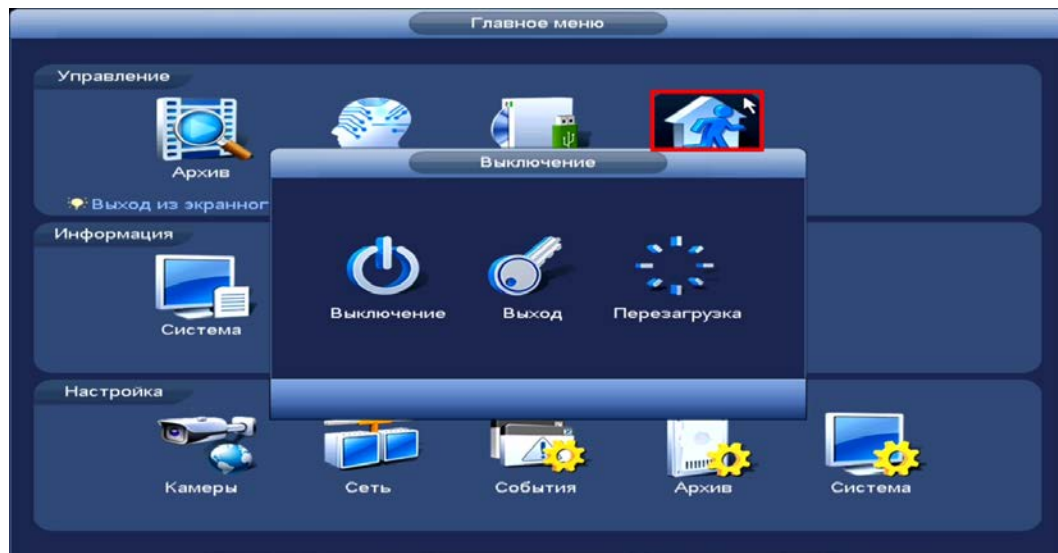 Главное меню
Управление
Архив
Выход из экранног
Выключение
Выключение
Выход
Перезагрузка
Информация
Система
Настройка
Камеры
Сеть
События
Архив
Система